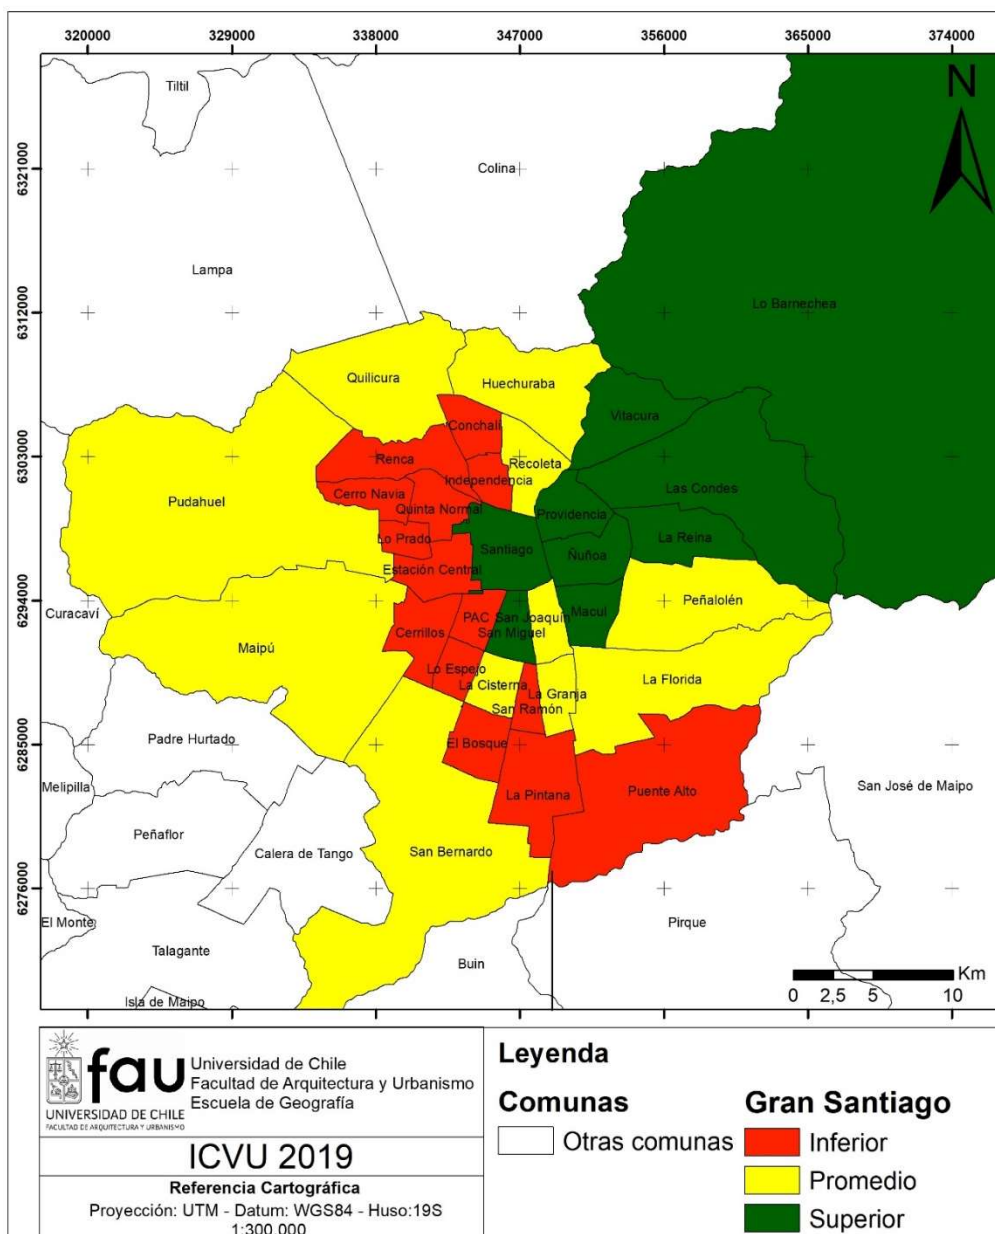 320000 329000 338000 347000 356000 365000 374000
N
6321000
6312000
6303000
6294000
6285000
6276000
Tiltil
Colina
Lampa
Lo Barnechea
Quilicura
Huechuraba
Vitacura
Conchalí
Renca
Recoleta
Independencia
Las Condes
Cerro Navia
Pudahuel
Quinta Normal
Providencia
Lo Prado
La Reina
Santiago
Ñuñoa
Estación Central
Peñalolén
Curacaví
Macul
PAC
San Joaquín
Cerrillos
San Miguel
Maipú
Lo Espejo
La Florida
La Cisterna
La Granja
San Ramón
Padre Hurtado
El Bosque
Melipilla
San José de Maipo
La Pintana
Puente Alto
Peñaflor
Calera de Tango
San Bernardo
El Monte
Pirque
Talagante
Buin
Isla de Maipo
Km
0 2,5 5 10
fau
UNIVERSIDAD DE CHILE
FACULTAD DE ARQUITECTURA Y URBANISMO
Universidad de Chile
Facultad de Arquitectura y Urbanismo
Escuela de Geografía
ICVU 2019
Referencia Cartográfica
Proyección: UTM - Datum: WGS84 - Huso:19S
1:300.000
Leyenda
Comunas
Otras comunas
Gran Santiago
Inferior
Promedio
Superior